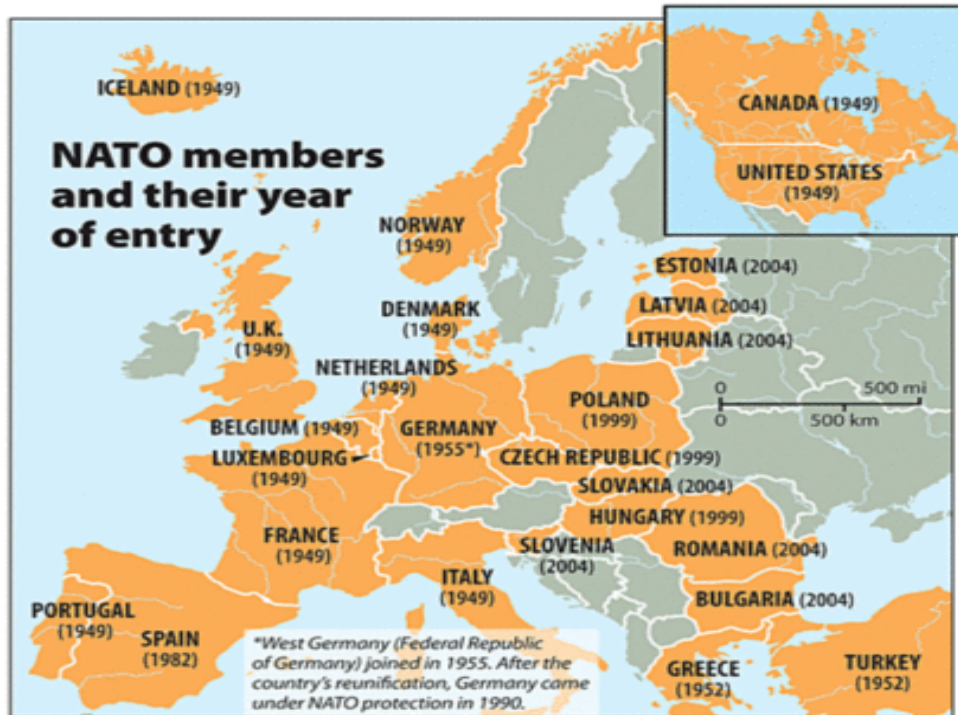 ICELAND (1949)
NATO members
and their year
of entry
CANADA (1949)
UNITED STATES
(1949)
NORWAY
(1949)
ESTONIA (2004)
LATVIA (2004)
LITHUANIA (2004)
DENMARK
(1949)
U.K.
(1949)
NETHERLANDS
(1949)
0 500 mi
0 500 km
POLAND
(1999)
BELGIUM (1949)
GERMANY
(1955*)
LUXEMBOURG
(1949)
CZECH REPUBLIC (1999)
SLOVAKIA (2004)
HUNGARY (1999)
FRANCE
(1949)
SLOVENIA
(2004)
ROMANIA (2004)
ITALY
(1949)
BULGARIA (2004)
PORTUGAL
(1949)
SPAIN
(1982)
*West Germany (Federal Republic
of Germany) joined in 1955. After the
country's reunification, Germany came
under NATO protection in 1990.
GREECE
(1952)
TURKEY
(1952)